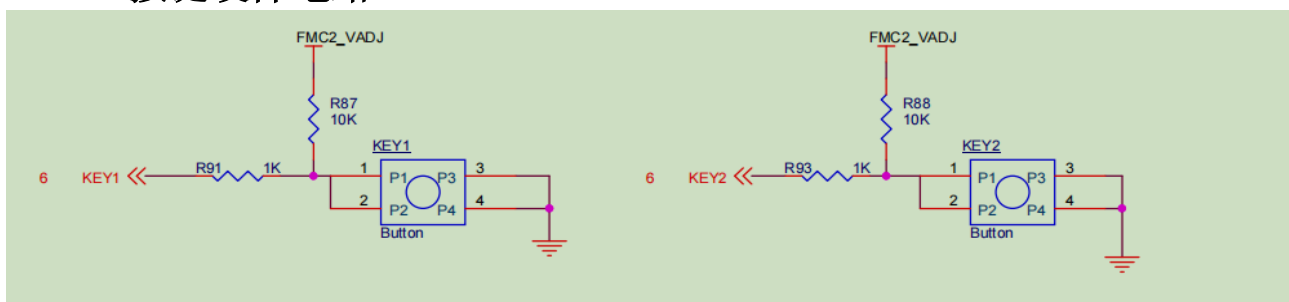 FMC2_VADJ
FMC2_VADJ
R87
10K
R88
10K
KEY1
KEY2
6 KEY1 R91 1K 1 P1 P3 3
6 KEY2 R93 1K 1 P1 P3 3
2 P2 P4 4
2 P2 P4 4
Button
Button